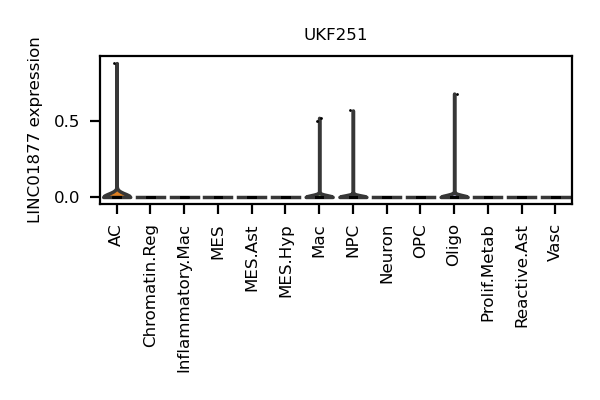 UKF251
LINC01877 expression
0.5
0.0
AC
Chromatin.Reg
Inflammatory.Mac
MES
MES.Ast
MES.Hyp
Mac
NPC
Neuron
OPC
Oligo
Prolif.Metab
Reactive.Ast
Vasc